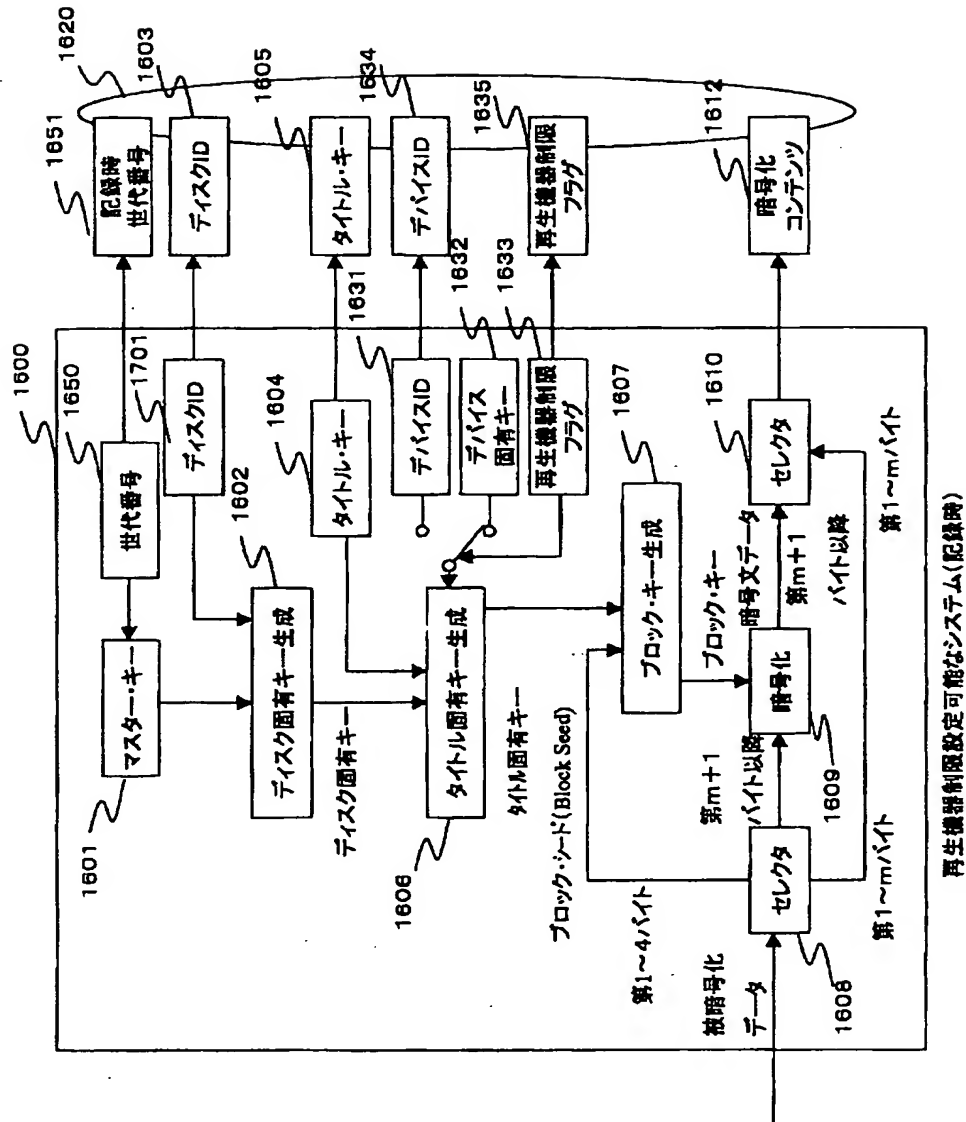 1600
1650
1701
1651
1620
1603
1605
1634
1635
1612
マスター・キー
世代番号
記録時
世代番号
1601
1602
ディスクID
ディスクID
ディスク固有キー生成
ディスク固有キー
1604
タイトル・キー
タイトル・キー
1631
デバイスID
デバイスID
1632
デバイス
固有キー
1633
再生機器制限
フラグ
再生機器制限
フラグ
タイトル固有キー生成
1606
タイトル固有キー
ブロック・シード(Block Seed)
1607
ブロック・キー生成
第1~4バイト
ブロック・キー
被暗号化
データ
セレクタ
1608
第m+1
バイト以降
暗号化
1609
暗号文データ
第m+1
バイト以降
セレクタ
1610
第1~mバイト
第1~mバイト
暗号化
コンテンツ
再生機器制限設定可能なシステム(記録時)